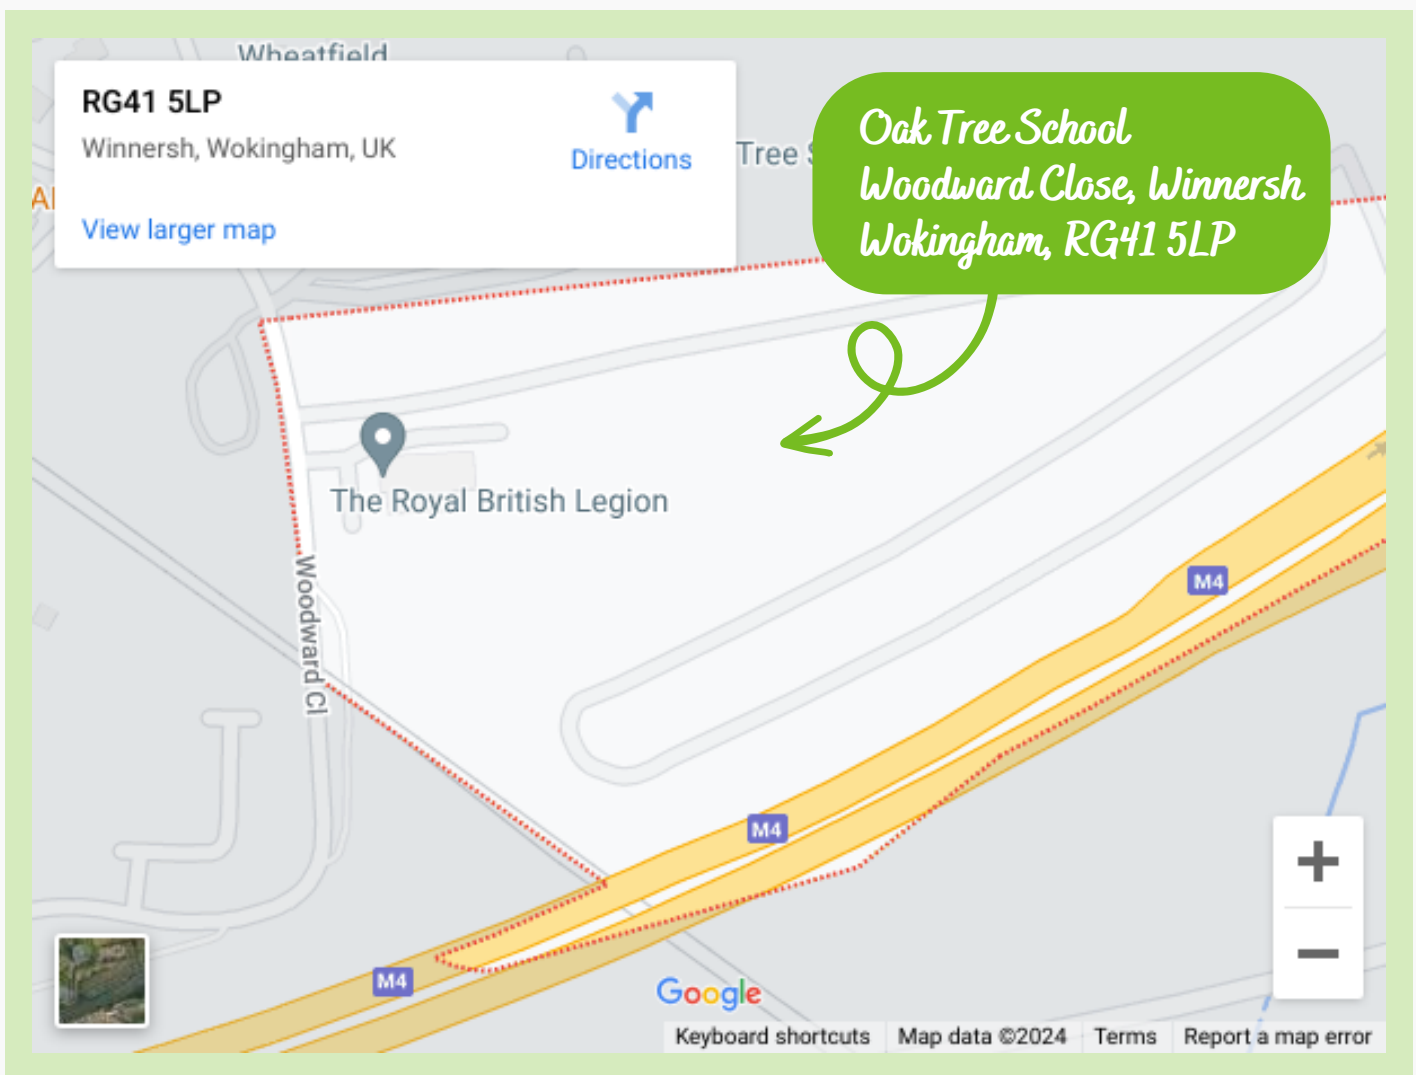 Wheatfield
RG41 5LP
Winnersh, Wokingham, UK
Directions
View larger map
Tree
Oak Tree School
Woodward Close, Winnersh
Wokingham, RG41 5LP
The Royal British Legion
Woodward Cl
M4
M4
M4
Google
Keyboard shortcuts
Map data ©2024
Terms
Report a map error